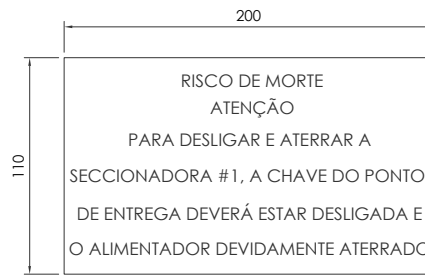 200
110
RISCO DE MORTE
ATENÇÃO
PARA DESLIGAR E ATERRAR A
SECCIONADORA #1, A CHAVE DO PONTO
DE ENTREGA DEVERÁ ESTAR DESLIGADA E
O ALIMENTADOR DEVIDAMENTE ATERRADO